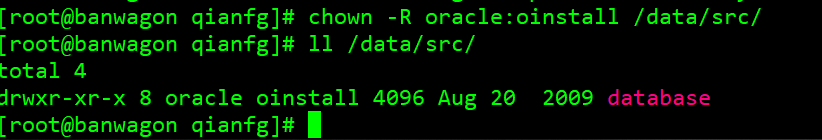 [root@banwagon qianfg]# chown -R oracle:oinstall /data/src/
[root@banwagon qianfg]# ll /data/src/
total 4
drwxr-xr-x 8 oracle oinstall 4096 Aug 20  2009 database
[root@banwagon qianfg]#